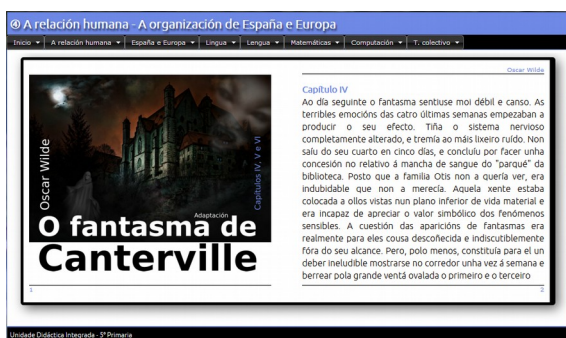 ④ A relación humana - A organización de España e Europa
Inicio ▾ A relación humana ▾ España e Europa ▾ Lingua ▾ Lengua ▾ Matemáticas ▾ Computación ▾ T. colectivo ▾
Oscar Wilde
Capítulos IV, V e VI
Adaptación
O fantasma de
Canterville
1
Oscar Wilde
Capítulo IV
Ao día seguinte o fantasma sentiuse moi débil e canso. As
terribles emocións das catro últimas semanas empezaban a
producir o seu efecto. Tiña o sistema nervioso
completamente alterado, e tremía ao máis lixeiro ruído. Non
saíu do seu cuarto en cinco días, e concluíu por facer unha
concesión no relativo á mancha de sangue do "parqué" da
biblioteca. Posto que a familia Otis non a quería ver, era
indubidable que non a merecía. Aquela xente estaba
colocada a ollos vistas nun plano inferior de vida material e
era incapaz de apreciar o valor simbólico dos fenómenos
sensibles. A cuestión das aparicións de fantasmas era
realmente para eles cousa descoñecida e indiscutiblemente
fóra do seu alcance. Pero, polo menos, constituía para el un
deber ineludible mostrarse no corredor unha vez á semana e
berrear pola grande ventá ovalada o primeiro e o terceiro
2
Unidade Didáctica Integrada - 5º Primaria